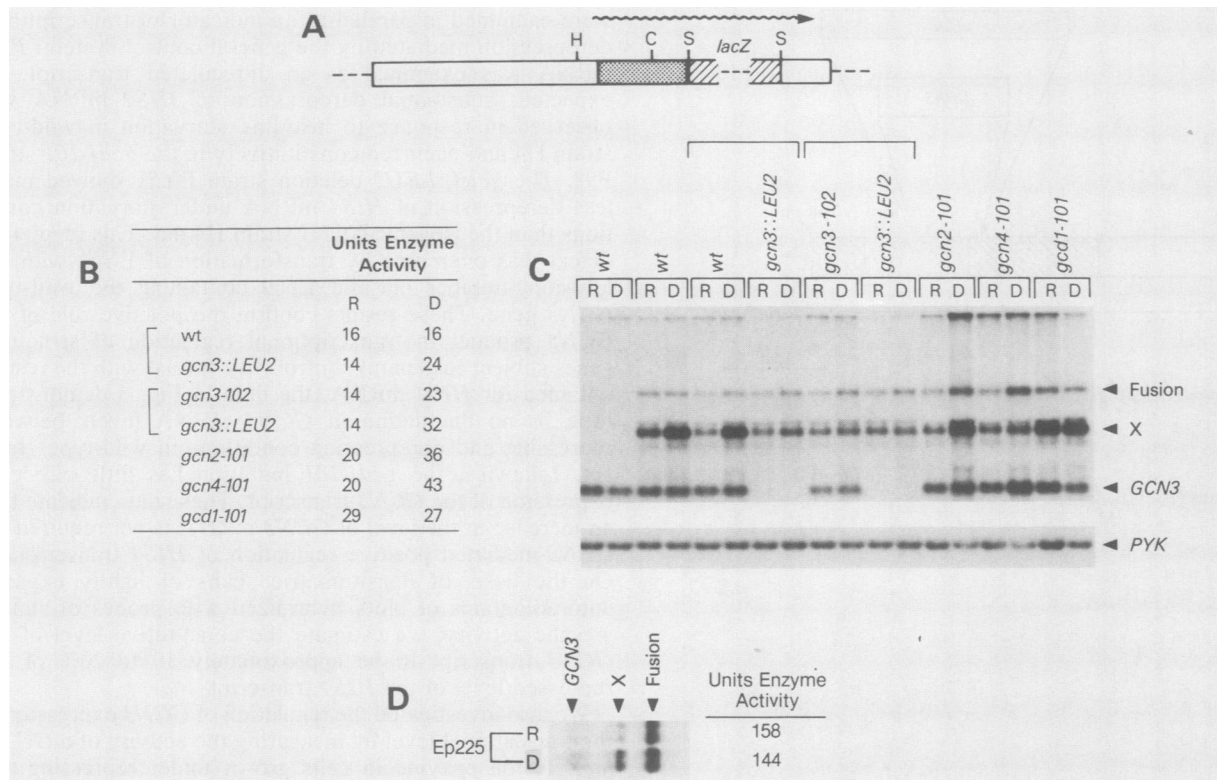 A
H C S lacZ S
B
Units Enzyme
Activity
R D
wt 16 16
gcn3::LEU2 14 24
gcn3-102 14 23
gcn3::LEU2 14 32
gcn2-101 20 36
gcn4-101 20 43
gcd1-101 29 27
C
wt wt wt gcn3::LEU2 gcn3-102 gcn3::LEU2 gcn2-101 gcn4-101 gcd1-101
R D R D R D R D R D R D R D R D R D
Fusion
X
GCN3
PYK
D
GCN3 X Fusion
Units Enzyme
Activity
Ep225
R 158
D 144